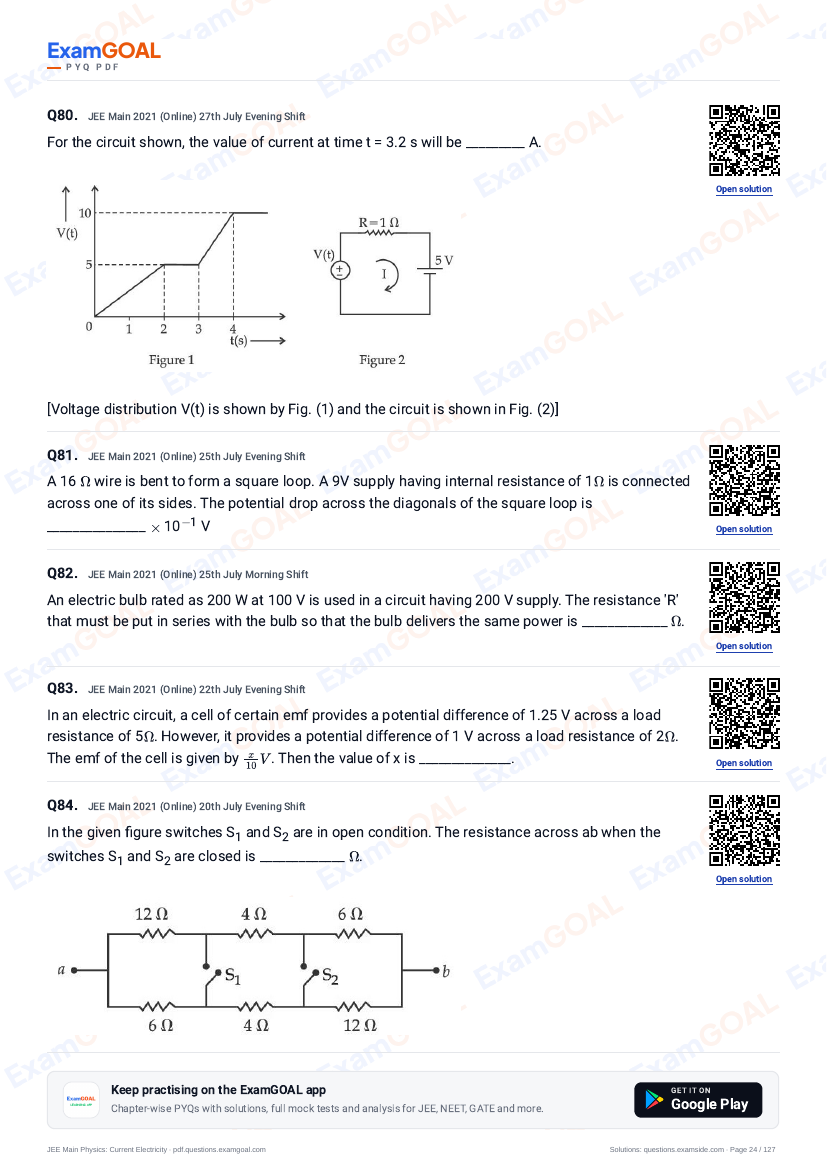 ExamGOAL
PYQ PDF
Q80. JEE Main 2021 (Online) 27th July Evening Shift
For the circuit shown, the value of current at time t = 3.2 s will be _________ A.
Open solution
10
V(t)
5
0
1 2 3 4
t(s)
Figure 1
R=1 Ω
V(t)
+
−
I
5 V
Figure 2
[Voltage distribution V(t) is shown by Fig. (1) and the circuit is shown in Fig. (2)]
Q81. JEE Main 2021 (Online) 25th July Evening Shift
A 16 Ω wire is bent to form a square loop. A 9V supply having internal resistance of 1Ω is connected
across one of its sides. The potential drop across the diagonals of the square loop is
_______________ × 10⁻¹ V
Open solution
Q82. JEE Main 2021 (Online) 25th July Morning Shift
An electric bulb rated as 200 W at 100 V is used in a circuit having 200 V supply. The resistance 'R'
that must be put in series with the bulb so that the bulb delivers the same power is _____________ Ω.
Open solution
Q83. JEE Main 2021 (Online) 22th July Evening Shift
In an electric circuit, a cell of certain emf provides a potential difference of 1.25 V across a load
resistance of 5Ω. However, it provides a potential difference of 1 V across a load resistance of 2Ω.
The emf of the cell is given by x/10 V. Then the value of x is ______________.
Open solution
Q84. JEE Main 2021 (Online) 20th July Evening Shift
In the given figure switches S₁ and S₂ are in open condition. The resistance across ab when the
switches S₁ and S₂ are closed is _____________ Ω.
Open solution
12 Ω 4 Ω 6 Ω
a S₁ S₂ b
6 Ω 4 Ω 12 Ω
ExamGOAL
Keep practising on the ExamGOAL app
Chapter-wise PYQs with solutions, full mock tests and analysis for JEE, NEET, GATE and more.
GET IT ON
Google Play
JEE Main Physics: Current Electricity · pdf.questions.examgoal.com
Solutions: questions.examside.com · Page 24 / 127